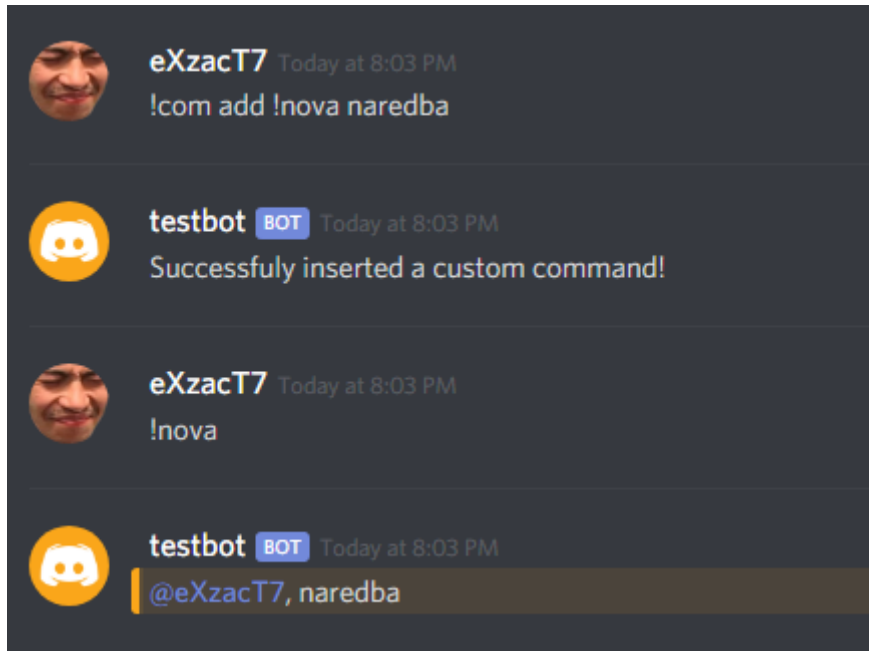 eXzacT7 Today at 8:03 PM
!com add !nova naredba
testbot BOT Today at 8:03 PM
Successfuly inserted a custom command!
eXzacT7 Today at 8:03 PM
!nova
testbot BOT Today at 8:03 PM
@eXzacT7, naredba